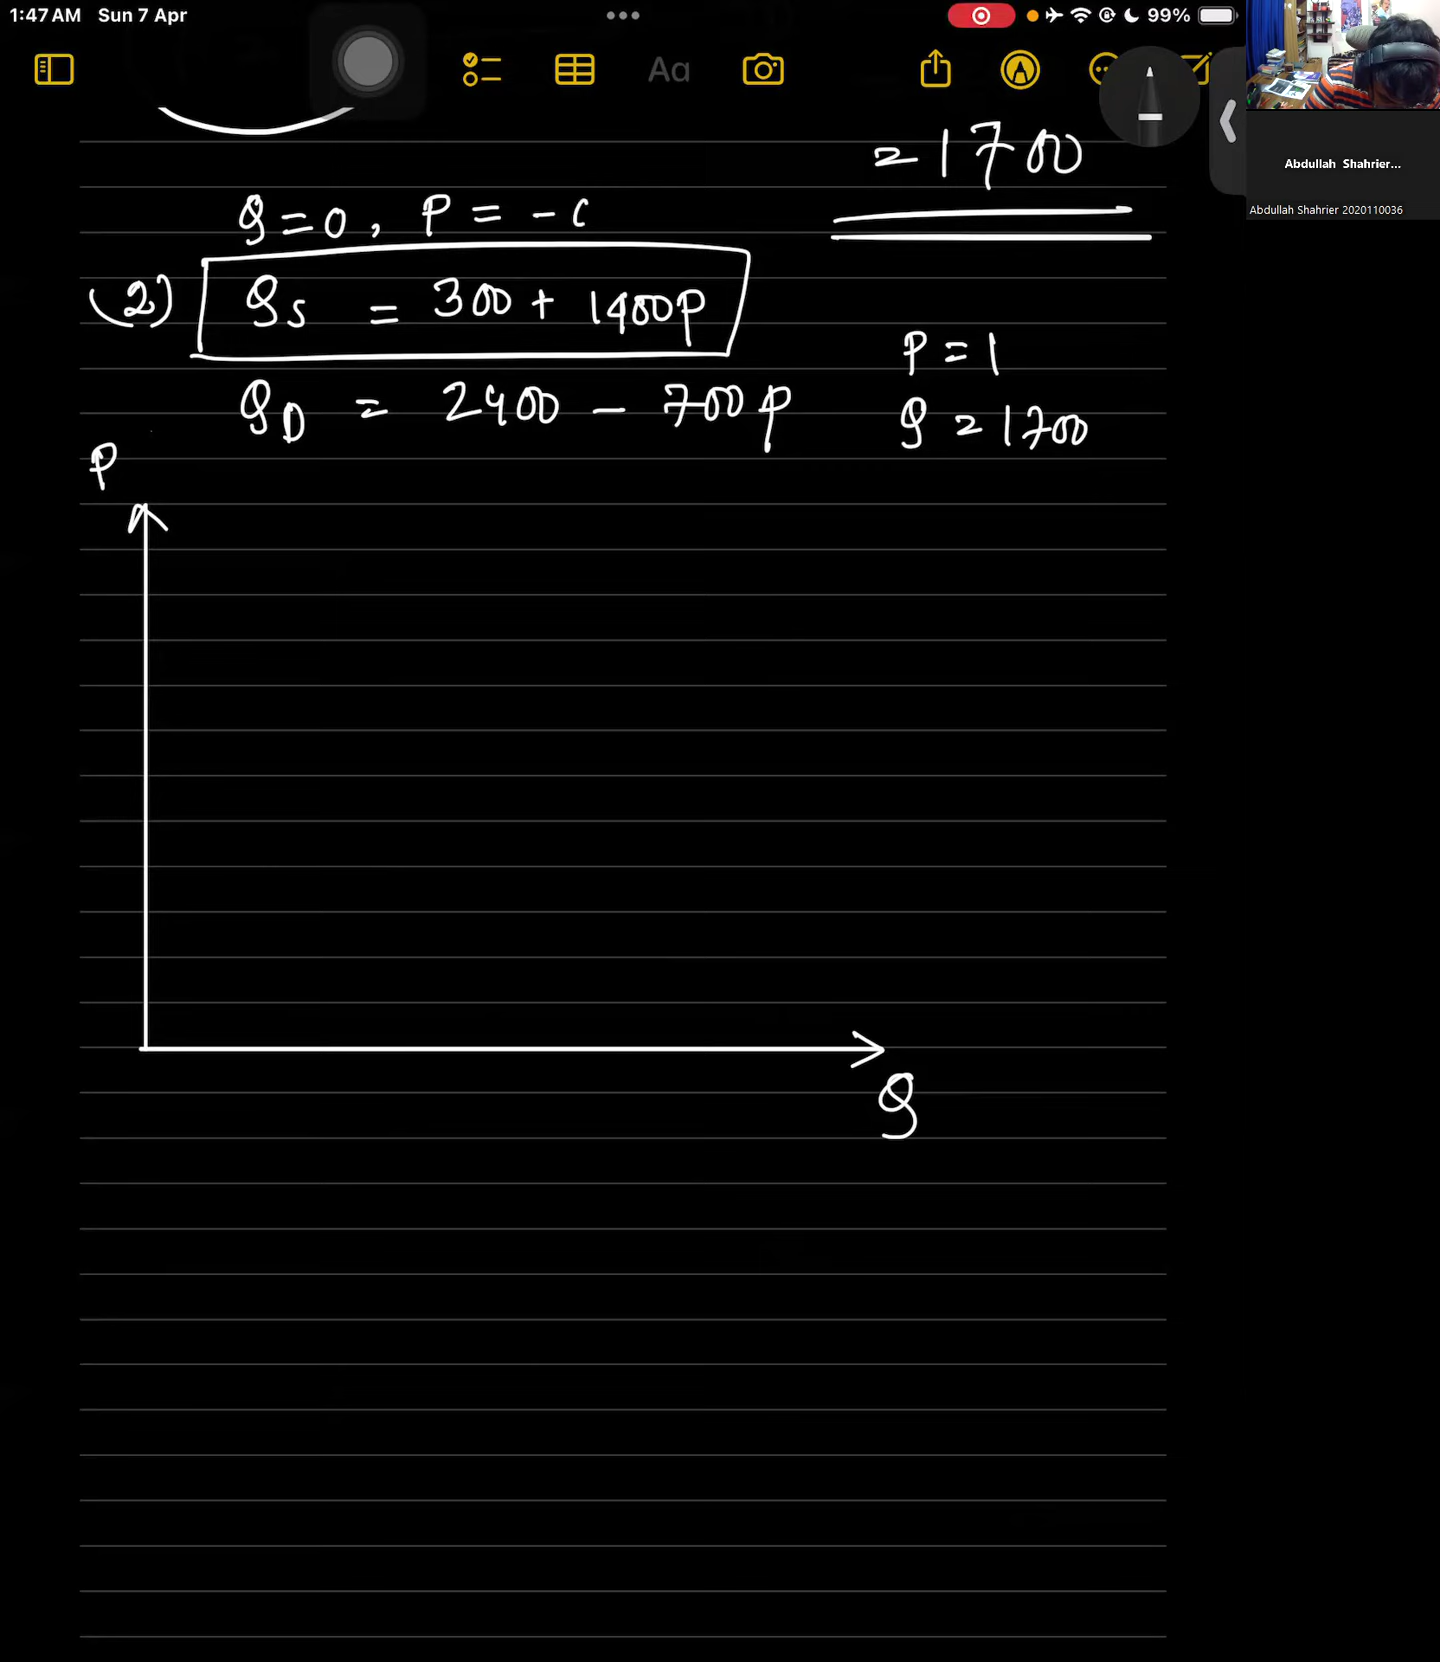 1:47 AM Sun 7 Apr
99%
Aa
Abdullah Shahrier...
Abdullah Shahrier 2020110036
= 1700
Q = 0, P = - c
(2) Qs = 300 + 1400P
QD = 2400 - 700P
P = 1
Q = 1700
P
Q